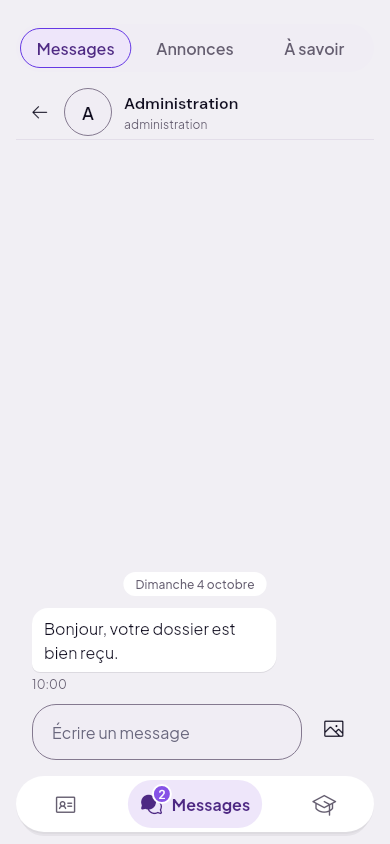 Messages
Annonces
À savoir
A
Administration
administration
Dimanche 4 octobre
Bonjour, votre dossier est
bien reçu.
10:00
Écrire un message
2
Messages